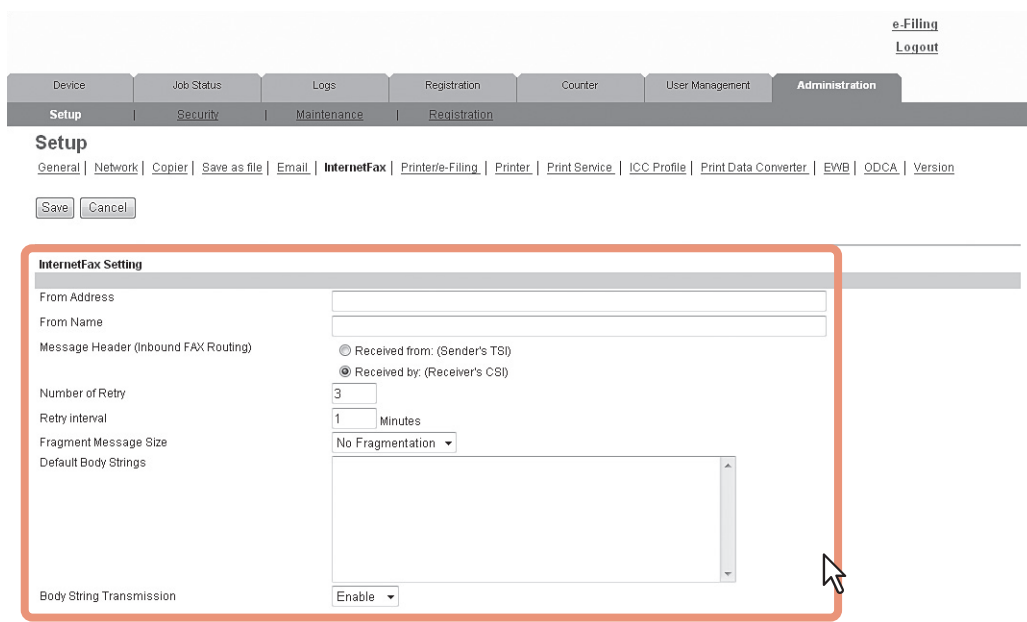 e-Filing
Logout
Device Job Status Logs Registration Counter User Management Administration
Setup | Security | Maintenance | Registration
Setup
General | Network | Copier | Save as file | Email | InternetFax | Printer/e-Filing | Printer | Print Service | ICC Profile | Print Data Converter | EWB | ODCA | Version
Save Cancel
InternetFax Setting
From Address
From Name
Message Header (Inbound FAX Routing) Received from: (Sender's TSI)
Received by: (Receiver's CSI)
Number of Retry 3
Retry interval 1 Minutes
Fragment Message Size No Fragmentation
Default Body Strings
Body String Transmission Enable